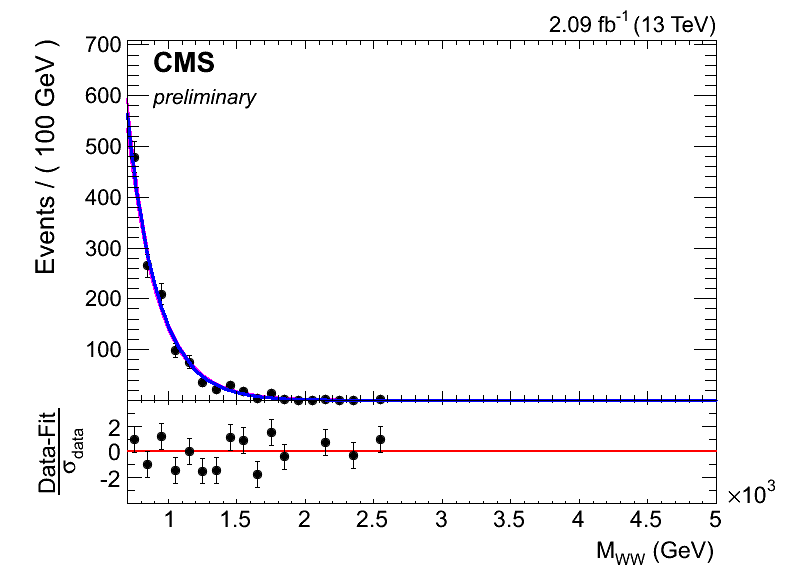 2.09 fb⁻¹ (13 TeV)
CMS
preliminary
Events / ( 100 GeV )
700
600
500
400
300
200
100
Data-Fit
σdata
2
0
-2
1
1.5
2
2.5
3
3.5
4
4.5
5
×10³
M_WW (GeV)